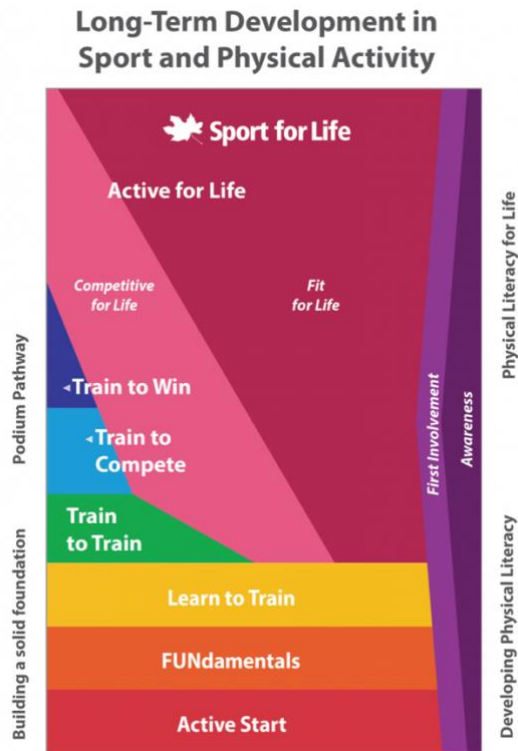 Long-Term Development in
Sport and Physical Activity
Sport for Life
Active for Life
Competitive
for Life
Fit
for Life
Train to Win
Train to
Compete
Train
to Train
Learn to Train
FUNdamentals
Active Start
Podium Pathway
Building a solid foundation
First Involvement
Awareness
Physical Literacy for Life
Developing Physical Literacy